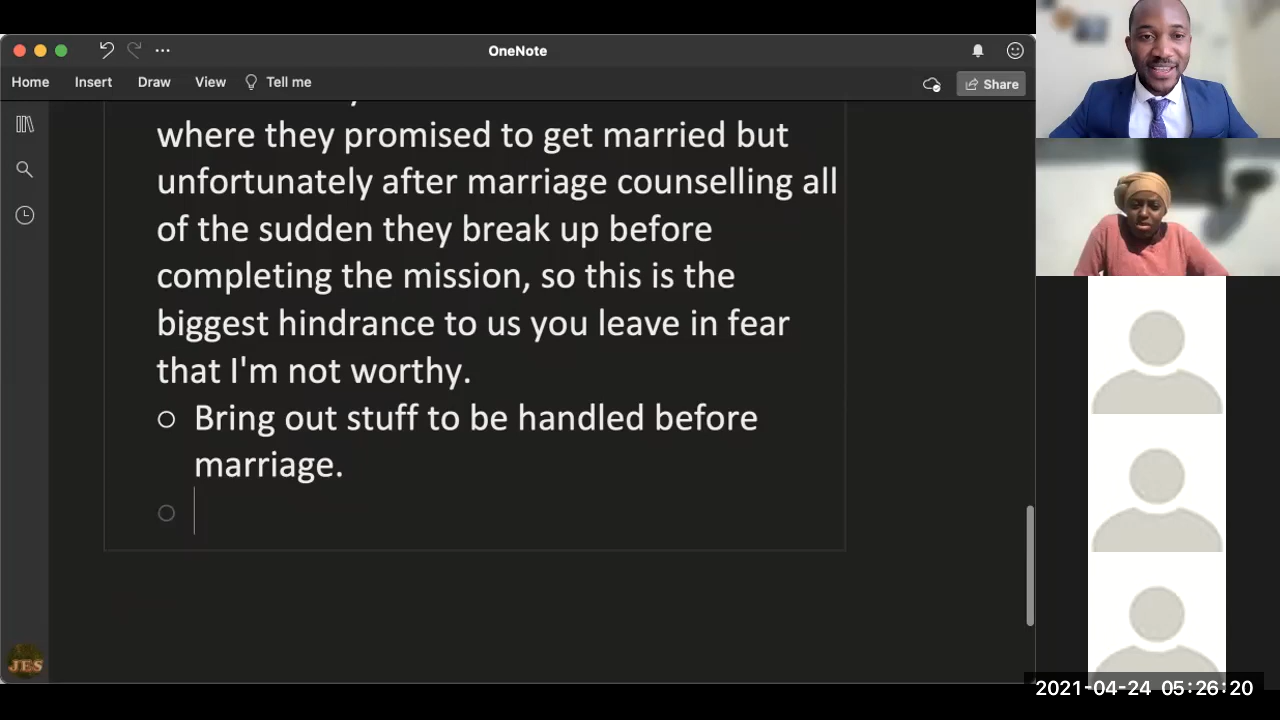 OneNote
Home Insert Draw View Tell me Share
where they promised to get married but
unfortunately after marriage counselling all
of the sudden they break up before
completing the mission, so this is the
biggest hindrance to us you leave in fear
that I'm not worthy.
Bring out stuff to be handled before
marriage.
JES
2021-04-24 05:26:20